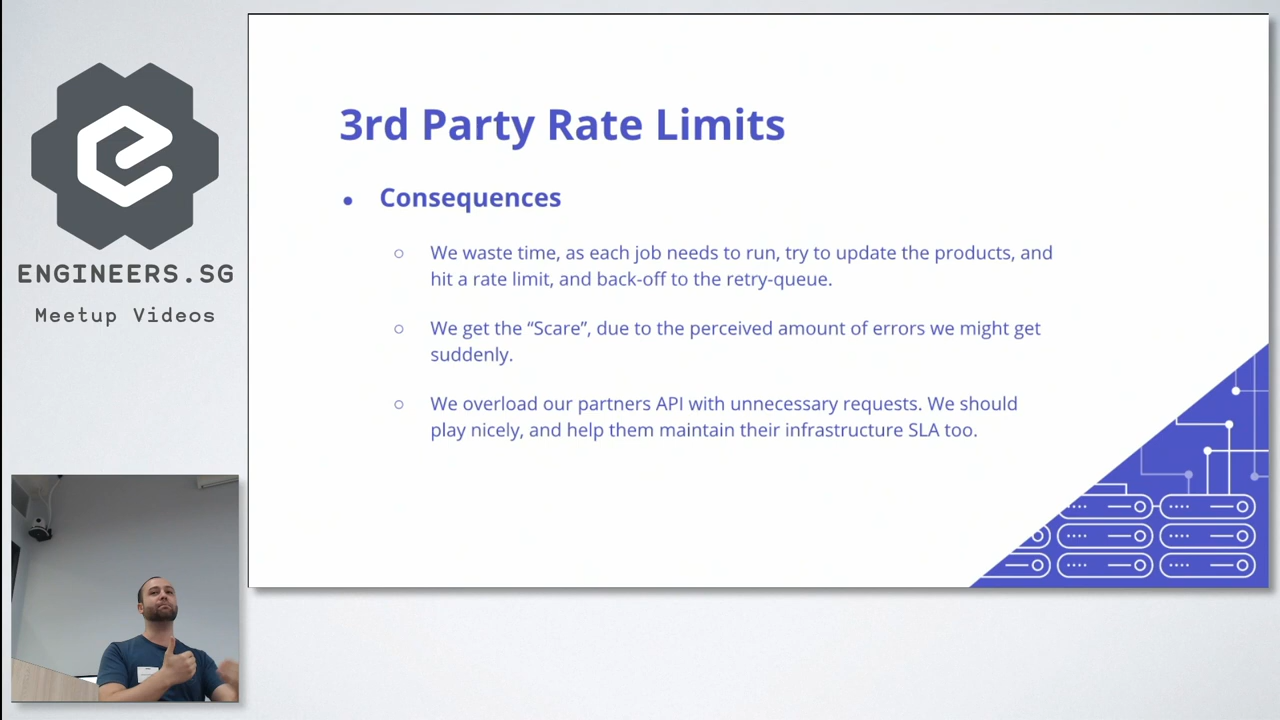 ENGINEERS.SG
Meetup Videos
3rd Party Rate Limits
• Consequences
○ We waste time, as each job needs to run, try to update the products, and
hit a rate limit, and back-off to the retry-queue.
○ We get the “Scare”, due to the perceived amount of errors we might get
suddenly.
○ We overload our partners API with unnecessary requests. We should
play nicely, and help them maintain their infrastructure SLA too.